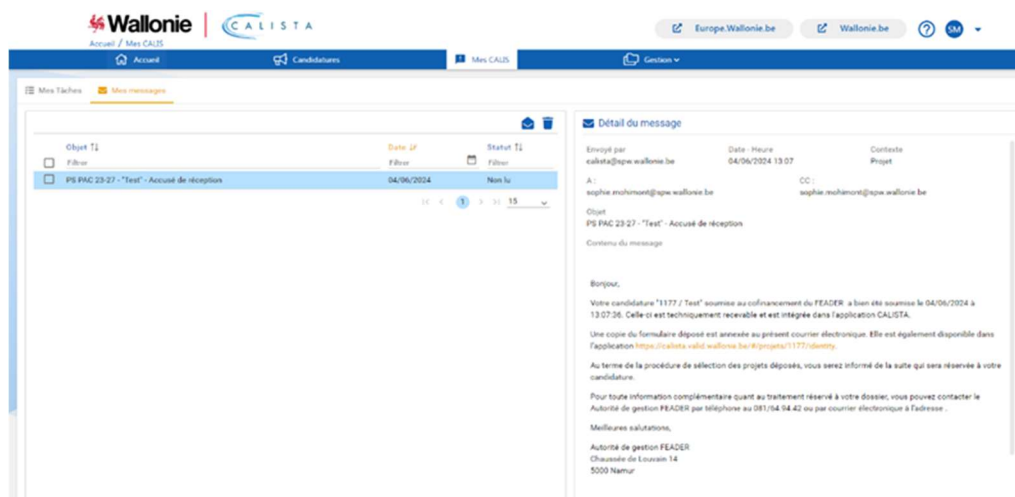 Wallonie CALISTA
Europe.Wallonie.be Wallonie.be ? SM
Accueil / Mes CALIS
Accueil Candidatures Mes CALIS Gestion
Mes Tâches Mes messages
Objet Date Statut
Filtrer Filtrer Filtrer
PS PAC 23-27 - "Test" - Accusé de réception 04/06/2024 Non lu
1 15
Détail du message
Envoyé par Date - Heure Contexte
calista@spw.wallonie.be 04/06/2024 13:07 Projet
A : CC :
sophie.mohimont@spw.wallonie.be sophie.mohimont@spw.wallonie.be
Objet
PS PAC 23-27 - "Test" - Accusé de réception
Contenu du message
Bonjour,
Votre candidature "1177 / Test" soumise au cofinancement du FEADER a bien été soumise le 04/06/2024 à
13:07:36. Celle-ci est techniquement recevable et est intégrée dans l'application CALISTA.
Une copie du formulaire déposé est annexée au présent courrier électronique. Elle est également disponible dans
l'application https://calista.valid.wallonie.be/#/projets/1177/identity.
Au terme de la procédure de sélection des projets déposés, vous serez informé de la suite qui sera réservée à votre
candidature.
Pour toute information complémentaire quant au traitement réservé à votre dossier, vous pouvez contacter le
Autorité de gestion FEADER par téléphone au 081/64.94.42 ou par courrier électronique à l'adresse .
Meilleures salutations,
Autorité de gestion FEADER
Chaussée de Louvain 14
5000 Namur